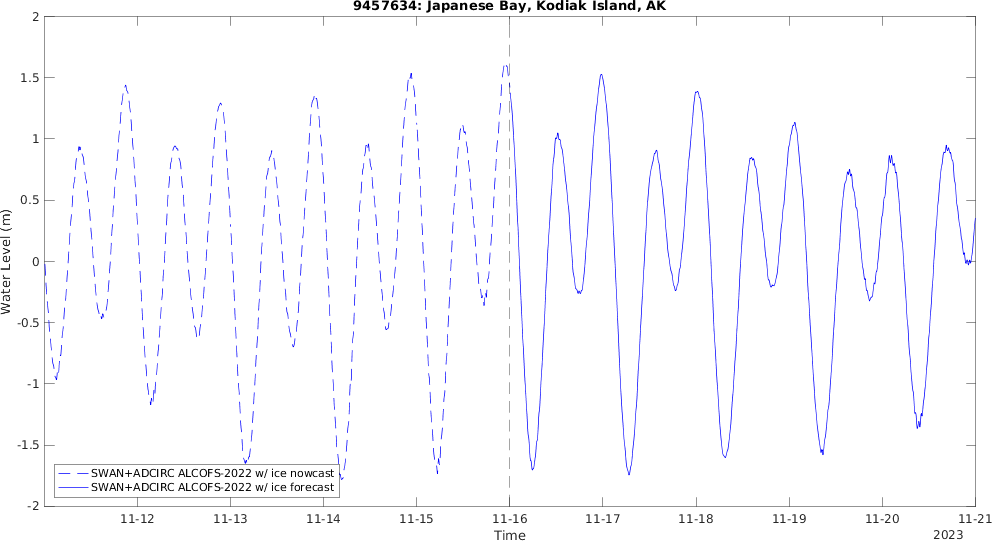 9457634: Japanese Bay, Kodiak Island, AK
2
1.5
1
0.5
0
-0.5
-1
-1.5
-2
Water Level (m)
SWAN+ADCIRC ALCOFS-2022 w/ ice nowcast
SWAN+ADCIRC ALCOFS-2022 w/ ice forecast
11-12 11-13 11-14 11-15 11-16 11-17 11-18 11-19 11-20 11-21
Time
2023